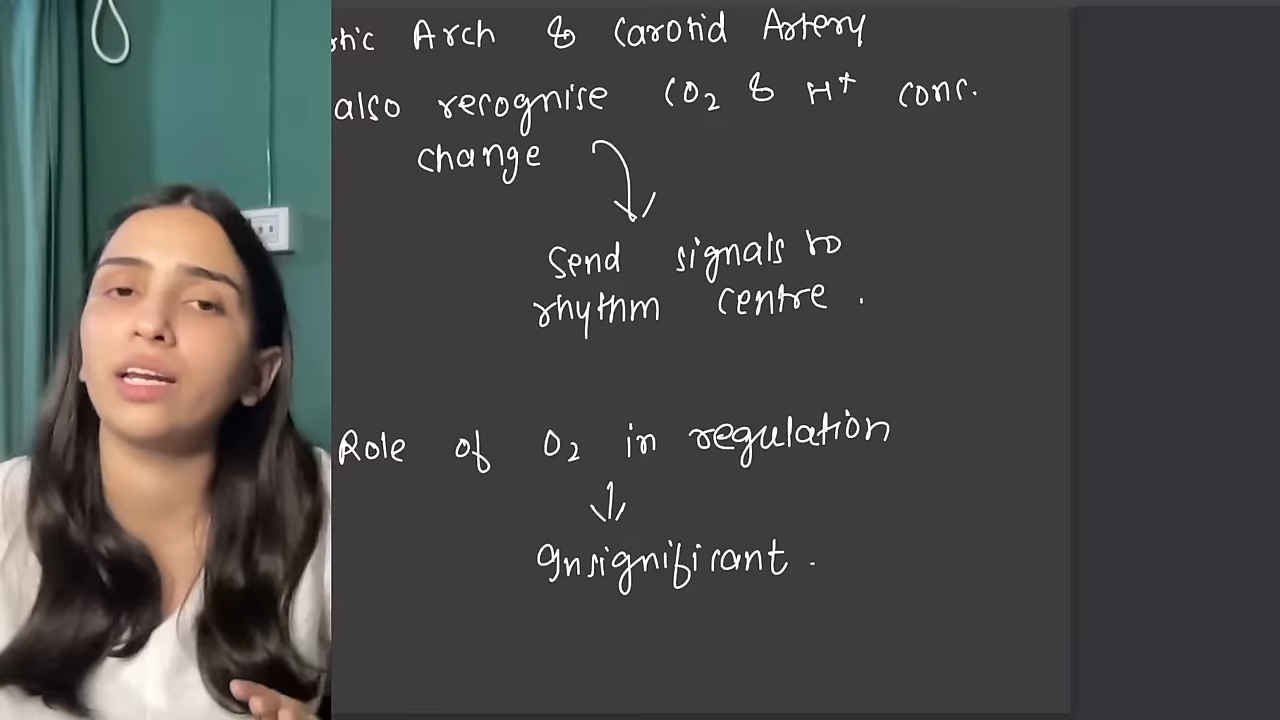 Arch & Carotid Artery
also recognise CO2 & H+ conc.
change
Send signals to
rhythm centre.
Role of O2 in regulation
Insignificant.